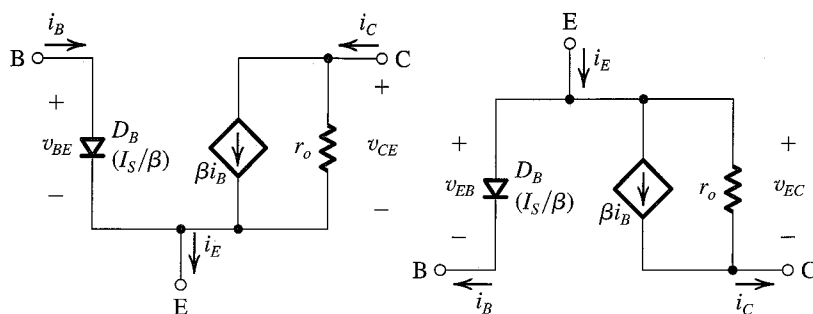 i_B
B
+
v_BE
−
D_B
(I_S/β)
βi_B
r_o
i_C
C
+
v_CE
−
i_E
E
E
i_E
+
v_EB
−
D_B
(I_S/β)
βi_B
r_o
+
v_EC
−
B
i_B
C
i_C